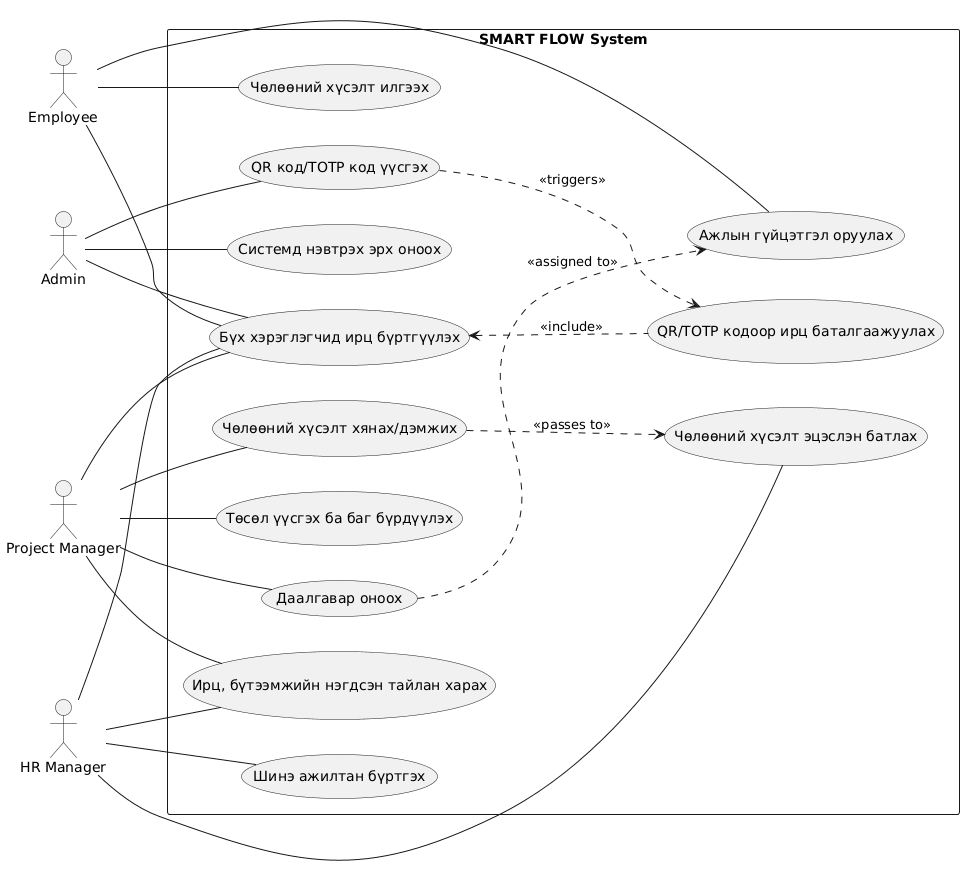 SMART FLOW System
Employee
Чөлөөний хүсэлт илгээх
QR код/TOTP код үүсгэх
«triggers»
Admin
Системд нэвтрэх эрх оноох
«assigned to»
Ажлын гүйцэтгэл оруулах
Бүх хэрэглэгчид ирц бүртгүүлэх
«include»
QR/TOTP кодоор ирц баталгаажуулах
Чөлөөний хүсэлт хянах/дэмжих
«passes to»
Чөлөөний хүсэлт эцэслэн батлах
Төсөл үүсгэх ба баг бүрдүүлэх
Project Manager
Даалгавар оноох
Ирц, бүтээмжийн нэгдсэн тайлан харах
HR Manager
Шинэ ажилтан бүртгэх